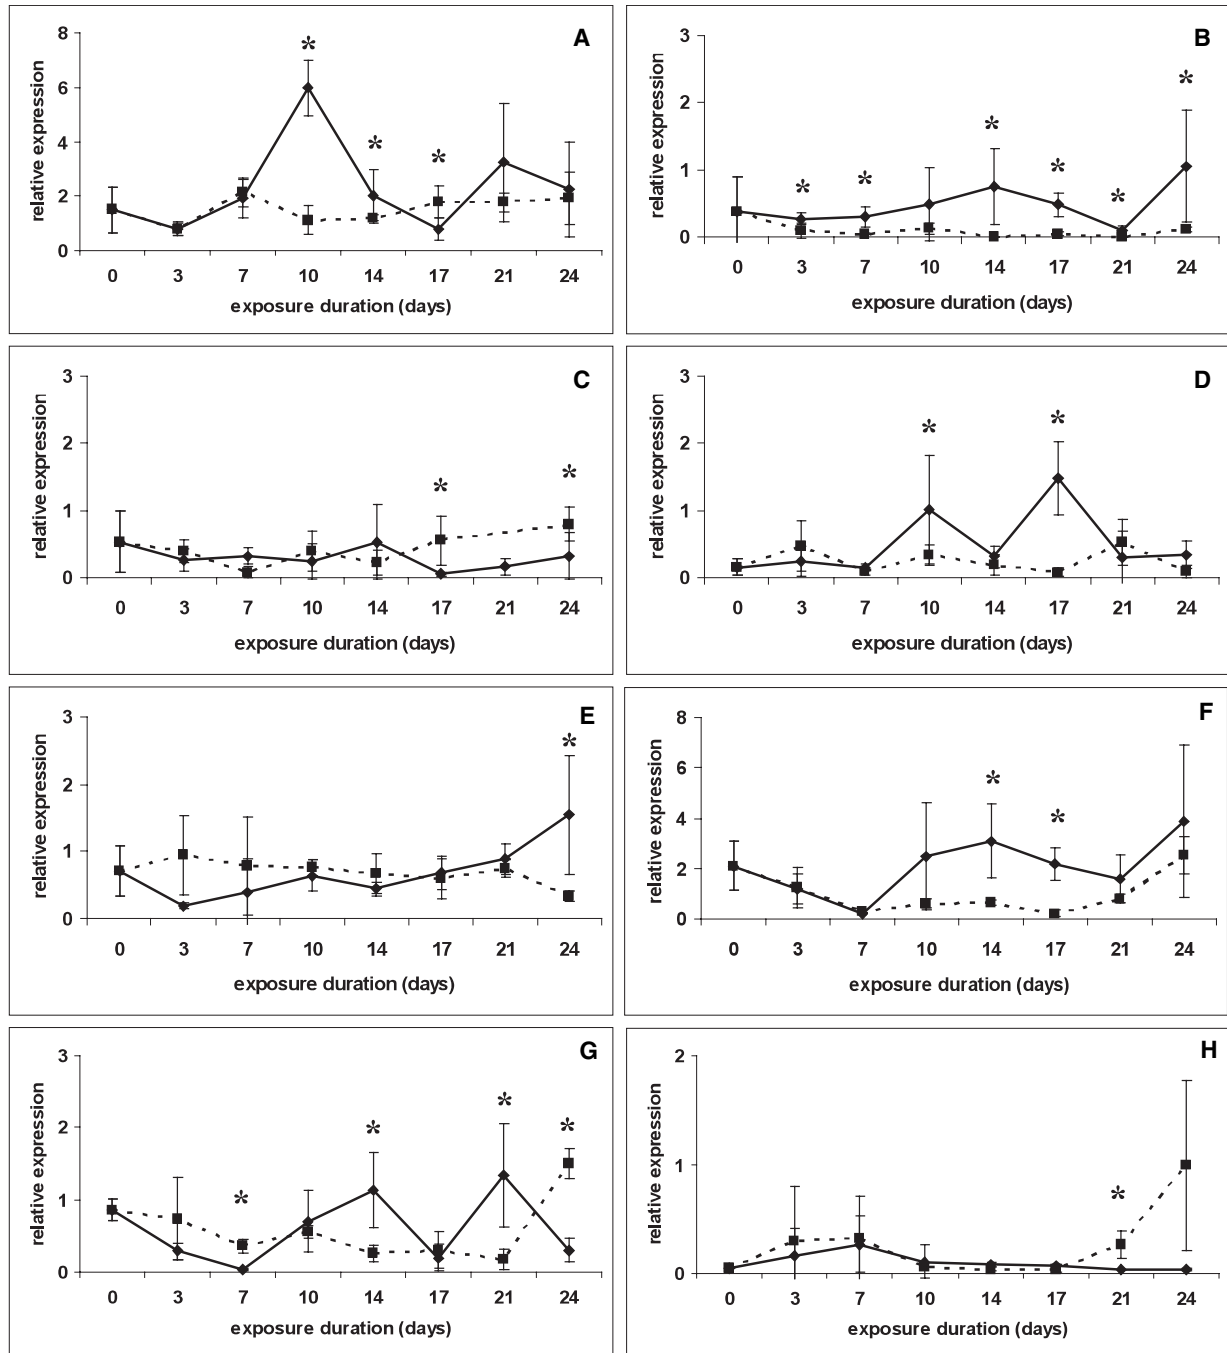 A
8
6
4
2
0
relative expression
* * *
0 3 7 10 14 17 21 24
exposure duration (days)
B
3
2
1
0
relative expression
* * * * * *
0 3 7 10 14 17 21 24
exposure duration (days)
C
3
2
1
0
relative expression
* *
0 3 7 10 14 17 21 24
exposure duration (days)
D
3
2
1
0
relative expression
* *
0 3 7 10 14 17 21 24
exposure duration (days)
E
3
2
1
0
relative expression
*
0 3 7 10 14 17 21 24
exposure duration (days)
F
8
6
4
2
0
relative expression
* *
0 3 7 10 14 17 21 24
exposure duration (days)
G
3
2
1
0
relative expression
* * * *
0 3 7 10 14 17 21 24
exposure duration (days)
H
2
1
0
relative expression
*
0 3 7 10 14 17 21 24
exposure duration (days)